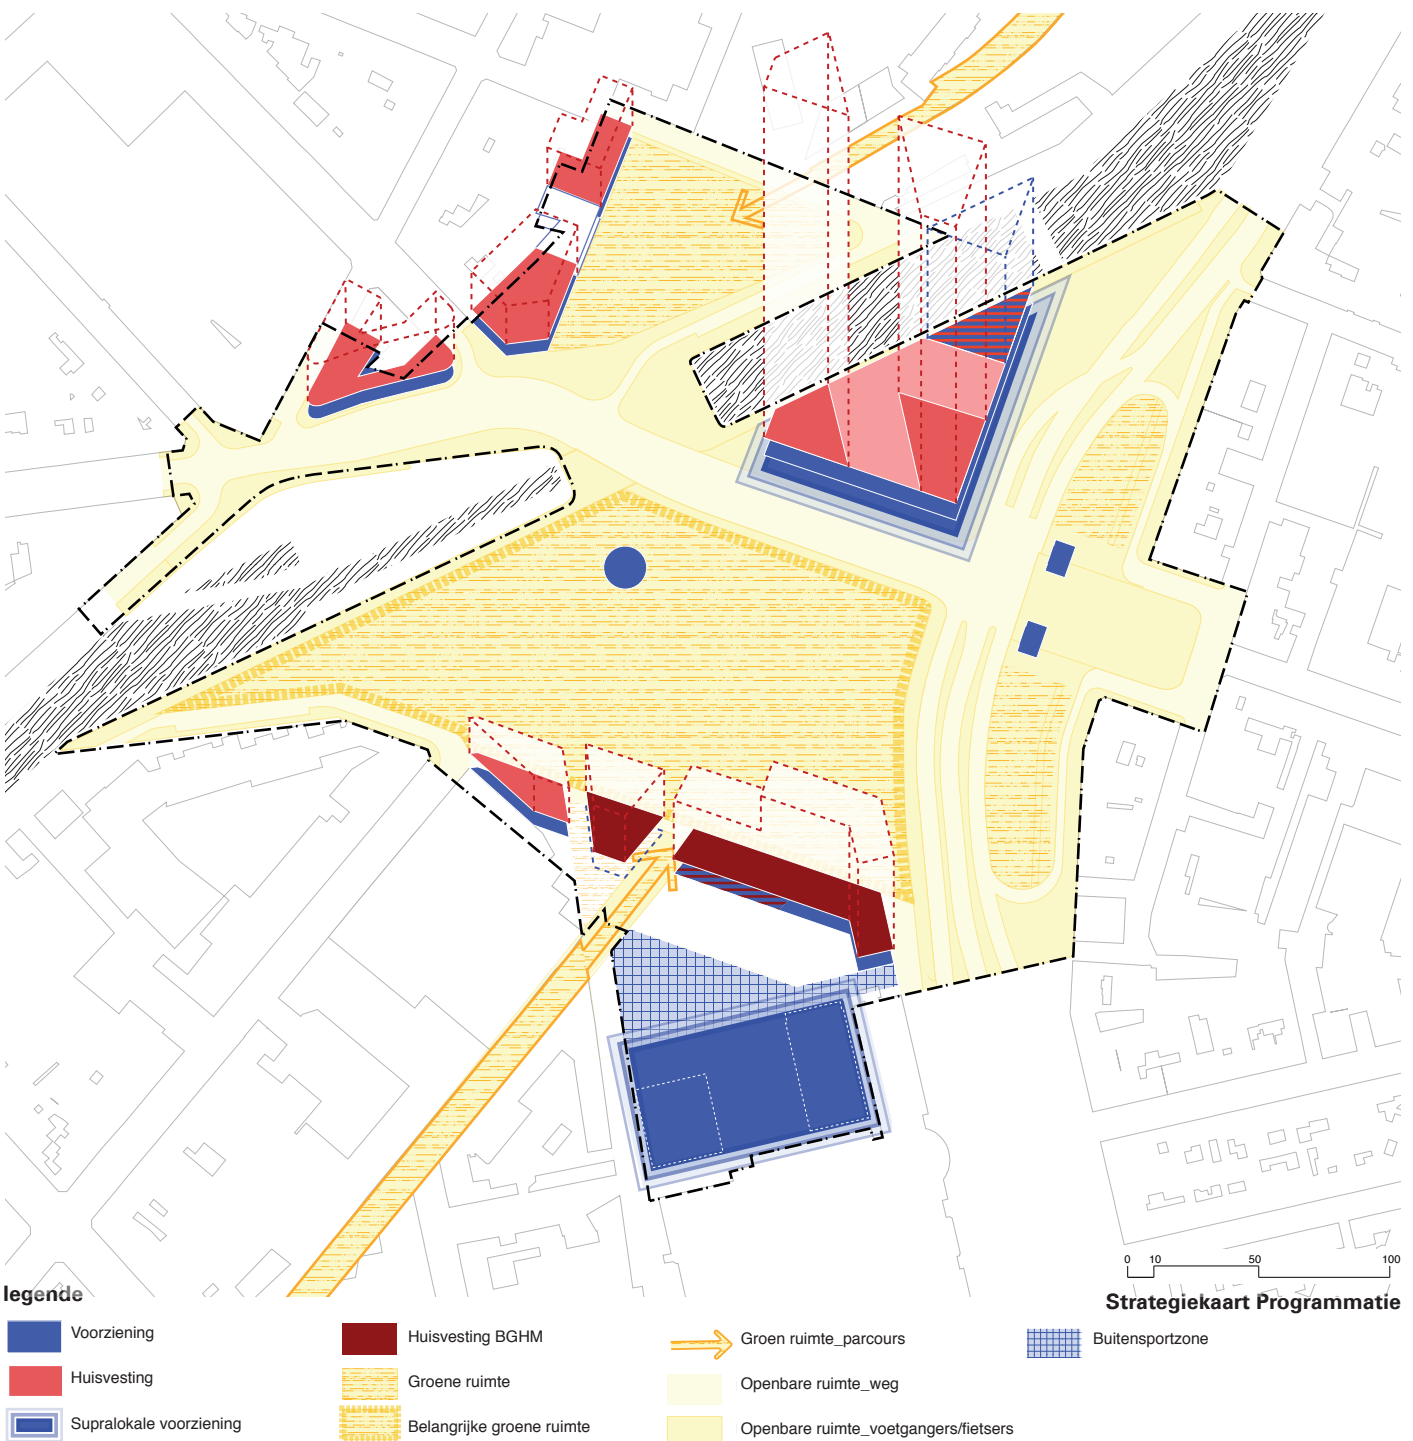 0 10 50 100
legende
Strategiekaart Programmatie
Voorziening
Huisvesting BGHM
Groen ruimte_parcours
Buitensportzone
Huisvesting
Groene ruimte
Openbare ruimte_weg
Supralokale voorziening
Belangrijke groene ruimte
Openbare ruimte_voetgangers/fietsers